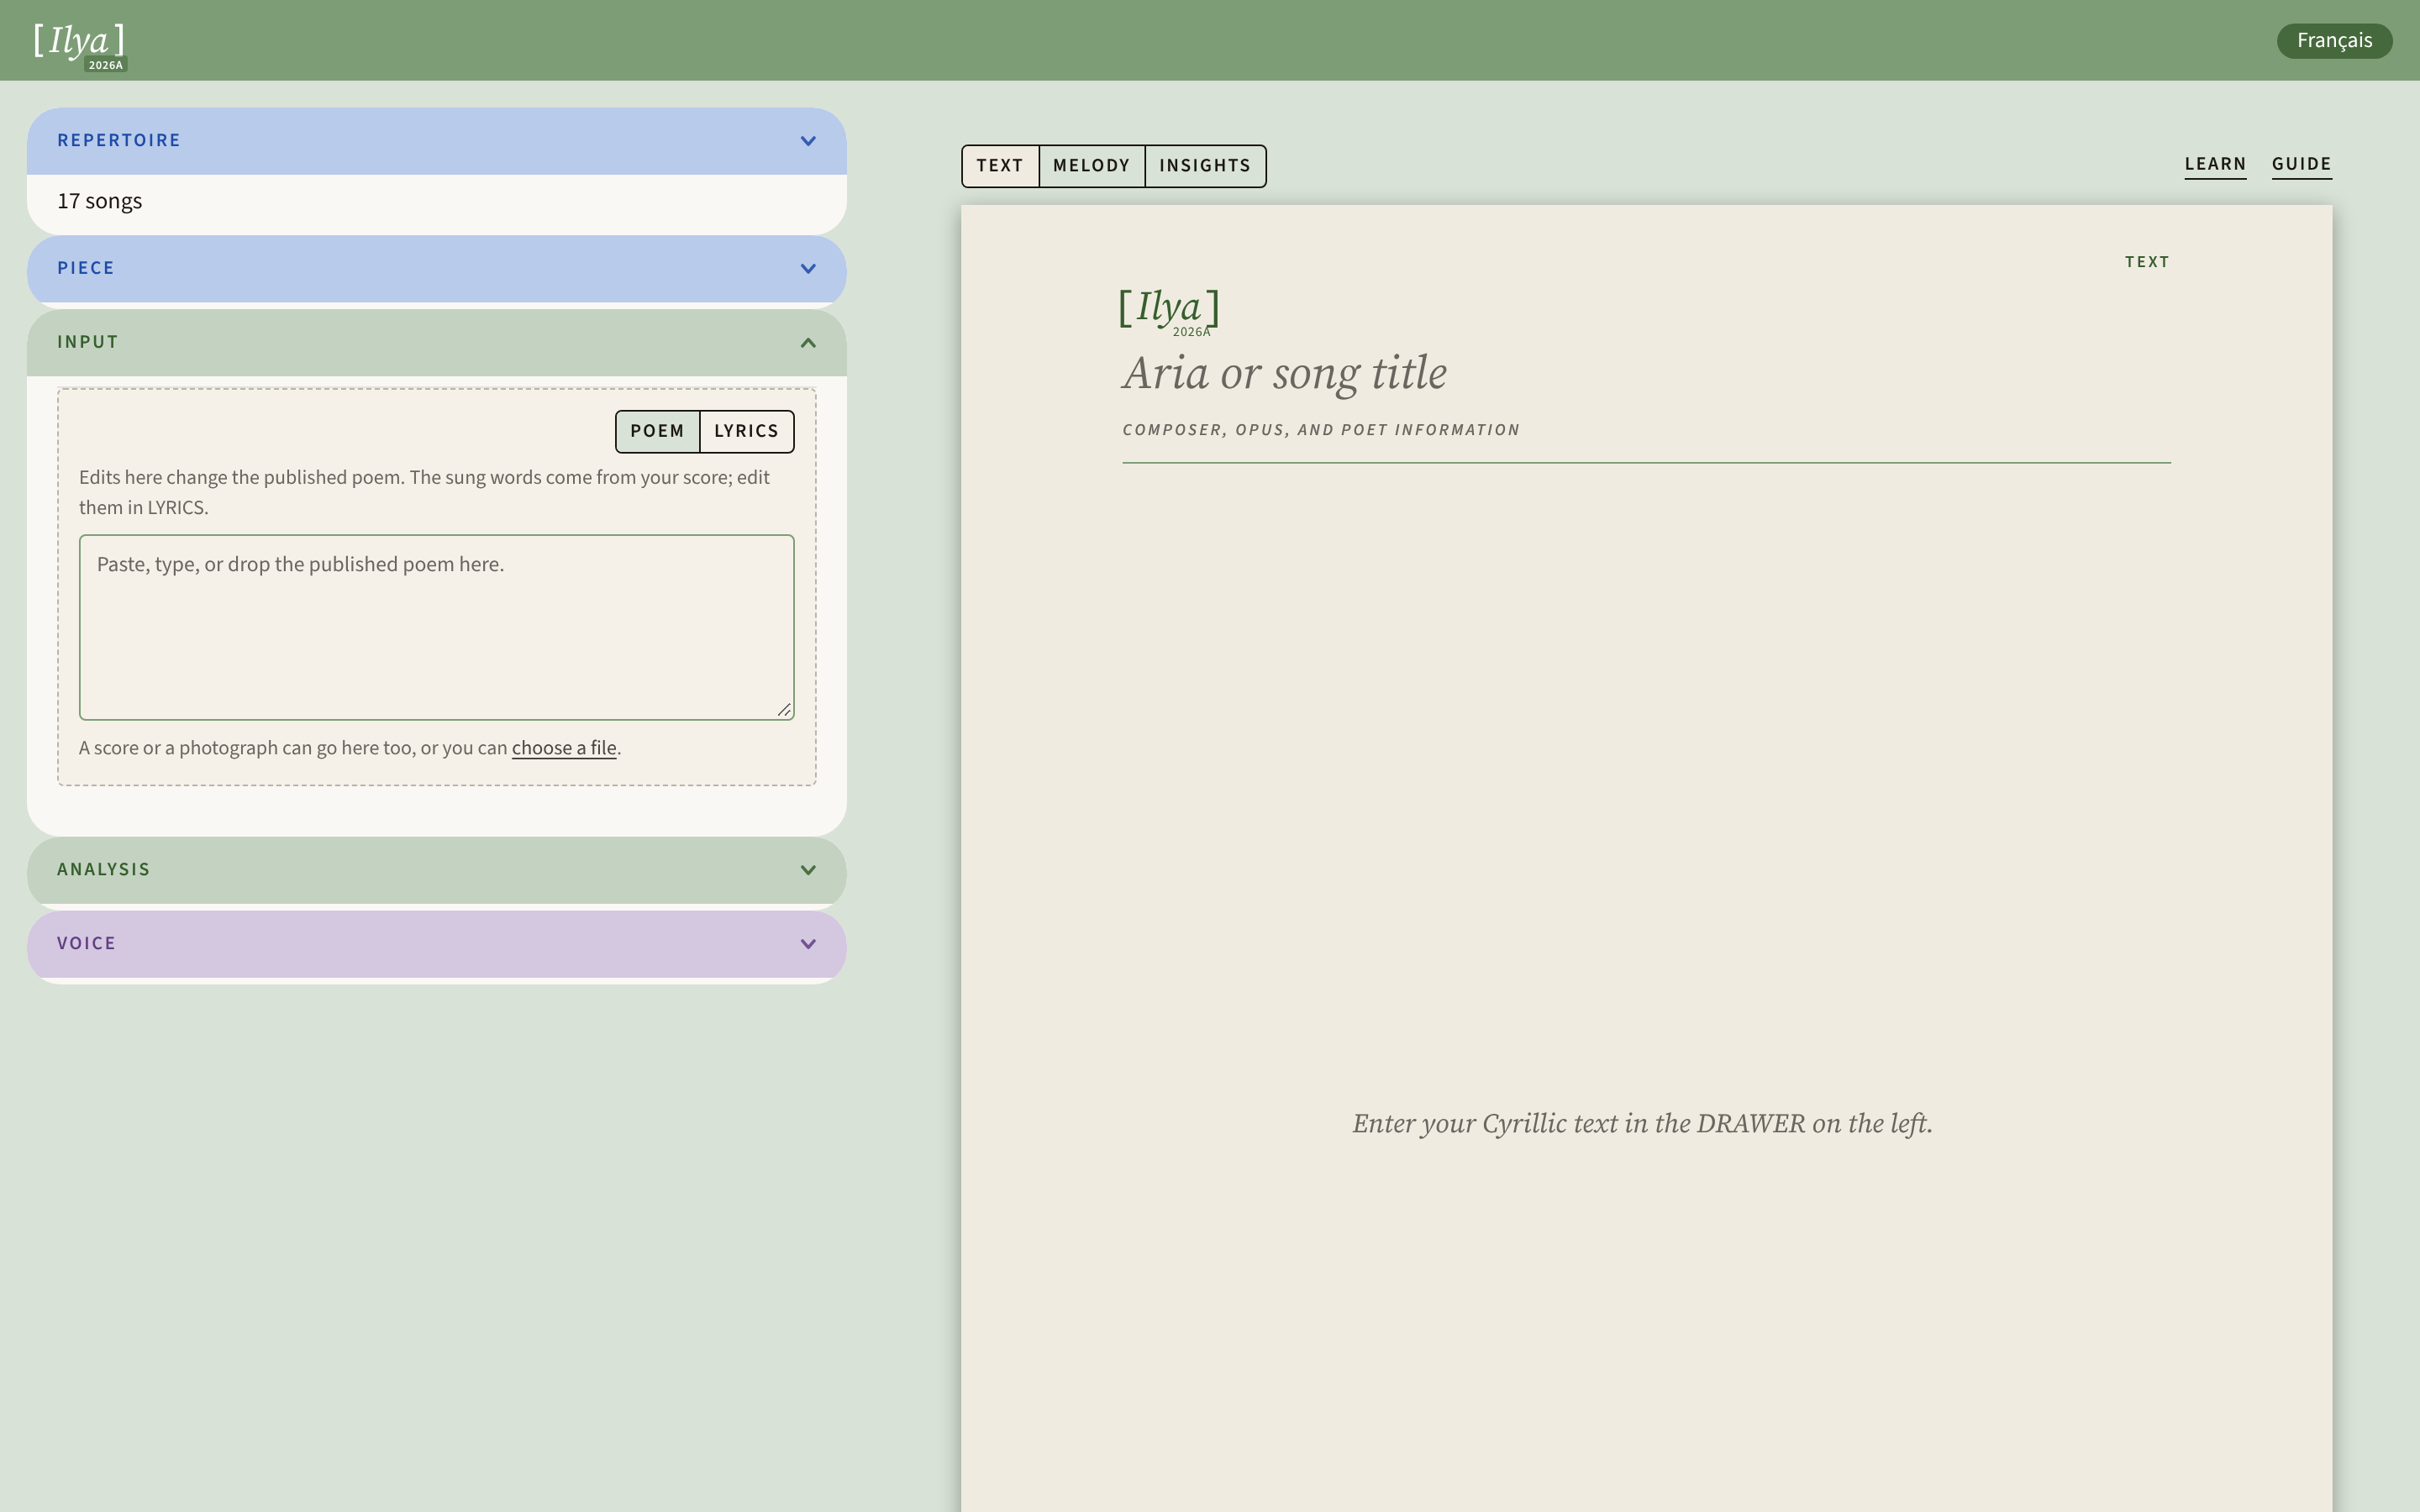 [Ilya]
2026A
Français
REPERTOIRE
17 songs
PIECE
INPUT
POEM
LYRICS
Edits here change the published poem. The sung words come from your score; edit
them in LYRICS.
Paste, type, or drop the published poem here.
A score or a photograph can go here too, or you can choose a file.
ANALYSIS
VOICE
TEXT
MELODY
INSIGHTS
LEARN
GUIDE
TEXT
[Ilya]
2026A
Aria or song title
COMPOSER, OPUS, AND POET INFORMATION
Enter your Cyrillic text in the DRAWER on the left.